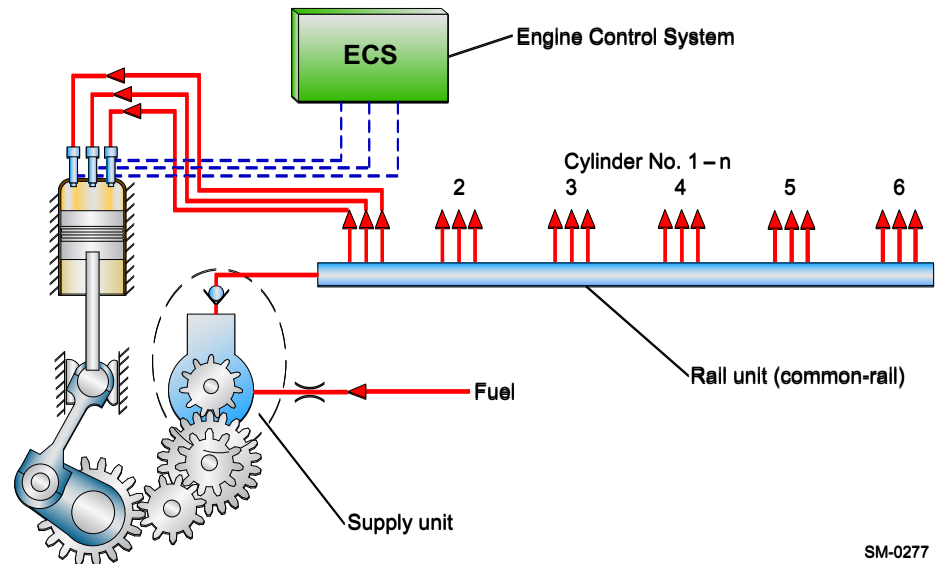 ECS
Engine Control System
Cylinder No. 1 – n
2 3 4 5 6
Rail unit (common-rail)
Fuel
Supply unit
SM-0277